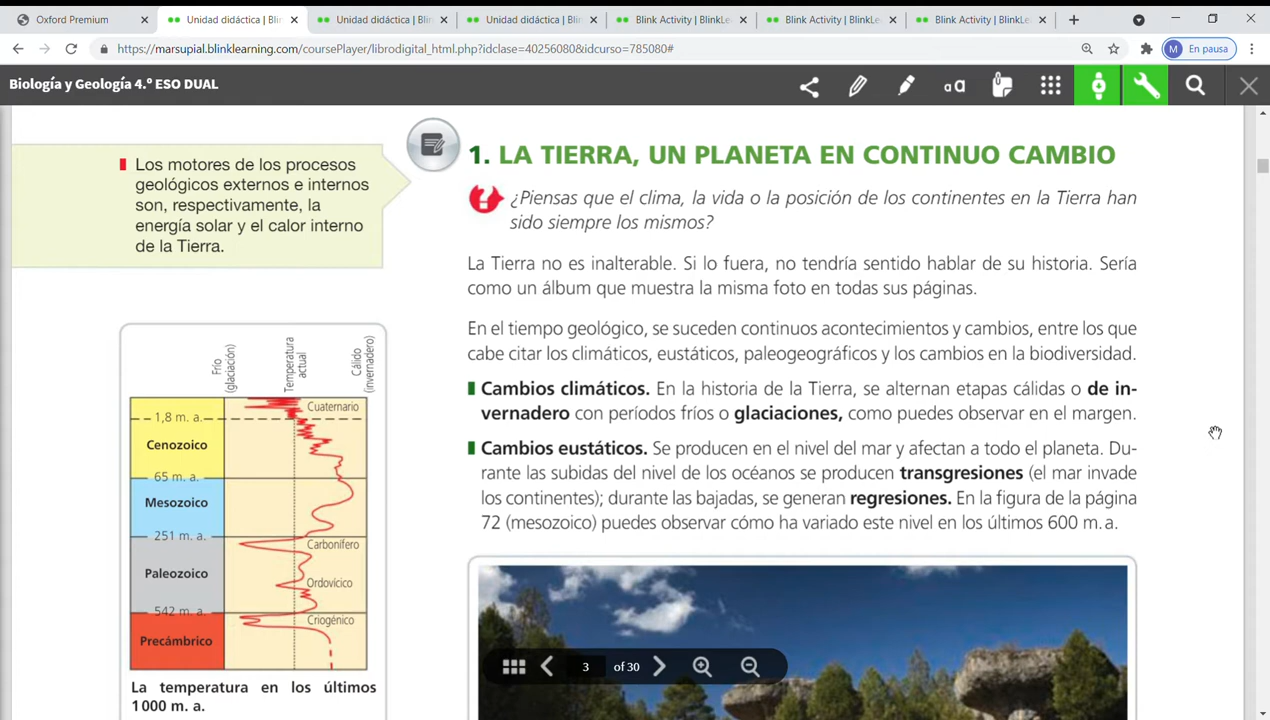 Oxford Premium
Unidad didáctica | Blin
Unidad didáctica | Blin
Unidad didáctica | Blin
Blink Activity | BlinkLe
Blink Activity | BlinkLe
Blink Activity | BlinkLe
https://marsupial.blinklearning.com/coursePlayer/librodigital_html.php?idclase=40256080&idcurso=785080#
M En pausa
Biología y Geología 4.º ESO DUAL
aa
Los motores de los procesos
geológicos externos e internos
son, respectivamente, la
energía solar y el calor interno
de la Tierra.
1. LA TIERRA, UN PLANETA EN CONTINUO CAMBIO
¿Piensas que el clima, la vida o la posición de los continentes en la Tierra han
sido siempre los mismos?
La Tierra no es inalterable. Si lo fuera, no tendría sentido hablar de su historia. Sería
como un álbum que muestra la misma foto en todas sus páginas.
En el tiempo geológico, se suceden continuos acontecimientos y cambios, entre los que
cabe citar los climáticos, eustáticos, paleogeográficos y los cambios en la biodiversidad.
Cambios climáticos. En la historia de la Tierra, se alternan etapas cálidas o de in-
vernadero con períodos fríos o glaciaciones, como puedes observar en el margen.
Cambios eustáticos. Se producen en el nivel del mar y afectan a todo el planeta. Du-
rante las subidas del nivel de los océanos se producen transgresiones (el mar invade
los continentes); durante las bajadas, se generan regresiones. En la figura de la página
72 (mesozoico) puedes observar cómo ha variado este nivel en los últimos 600 m. a.
Frío
(glaciación)
Temperatura
actual
Cálido
(invernadero)
Cuaternario
1,8 m. a.
Cenozoico
65 m. a.
Mesozoico
251 m. a.
Carbonífero
Paleozoico
Ordovícico
542 m. a.
Criogénico
Precámbrico
La temperatura en los últimos
1 000 m. a.
3 of 30